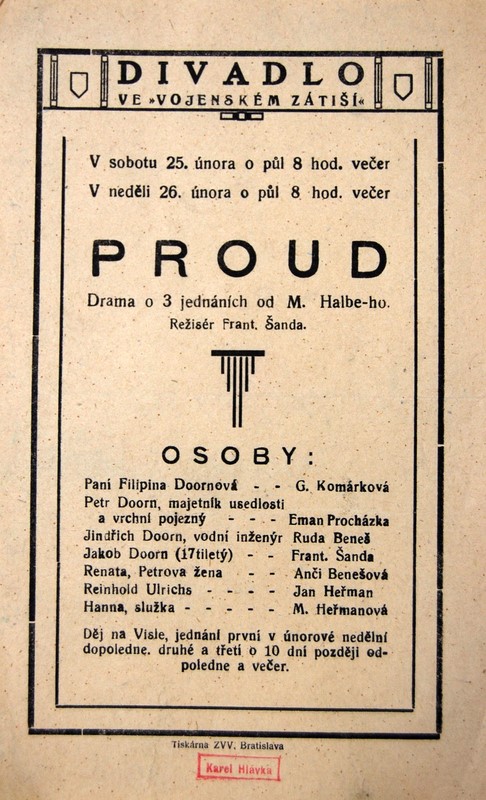 DIVADLO
VE »VOJENSKÉM ZÁTIŠÍ«
V sobotu 25. února o půl 8 hod. večer
V neděli 26. února o půl 8 hod. večer
PROUD
Drama o 3 jednáních od M. Halbe-ho.
Režisér Frant. Šanda.
OSOBY:
Paní Filipina Doornová - - G. Komárková
Petr Doorn, majetník usedlosti
a vrchní pojezný - - - Eman Procházka
Jindřich Doorn, vodní inženýr Ruda Beneš
Jakob Doorn (17tiletý) - - Frant. Šanda
Renata, Petrova žena - - Anči Benešová
Reinhold Ulrichs - - - - Jan Heřman
Hanna, služka - - - - - M. Heřmanová
Děj na Visle, jednání první v únorové nedělní
dopoledne. druhé a třetí o 10 dní později od-
poledne a večer.
Tiskárna ZVV, Bratislava
Karel Hlávka